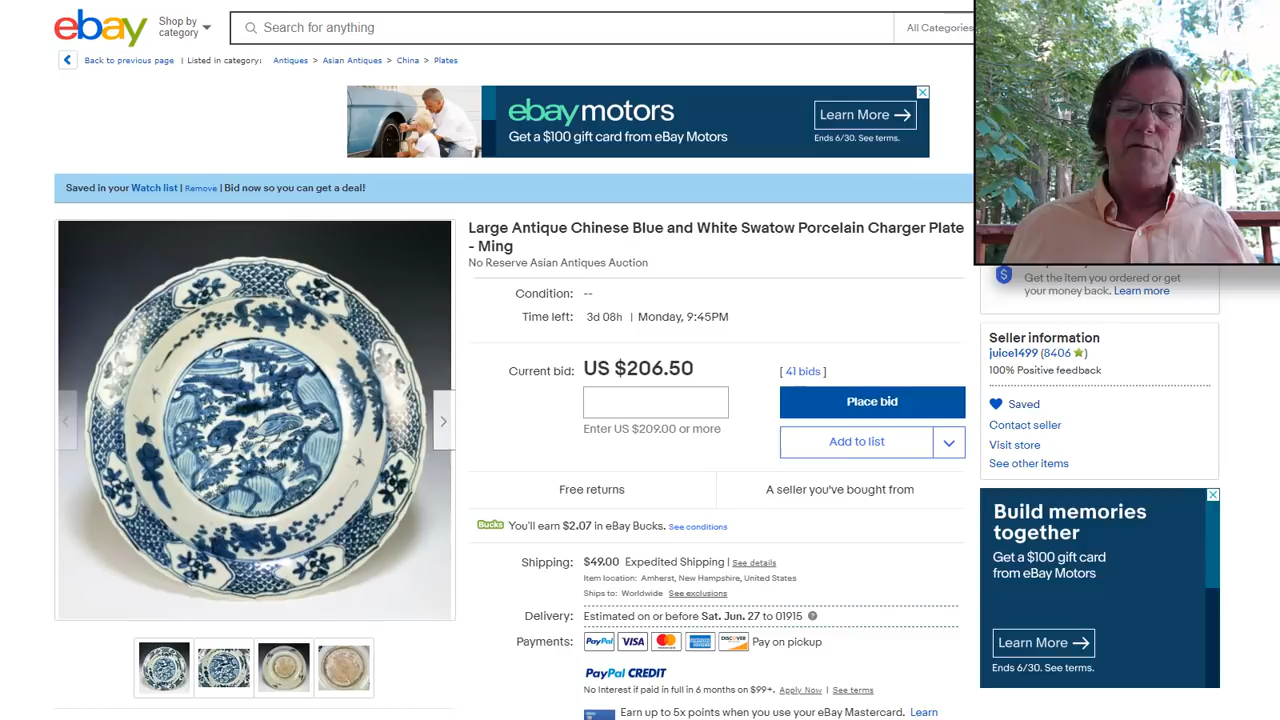 ebay
Shop by
category
Search for anything
All Categories
Back to previous page | Listed in category: Antiques > Asian Antiques > China > Plates
ebay motors
Get a $100 gift card from eBay Motors
Learn More →
Ends 6/30. See terms.
Saved in your Watch list | Remove | Bid now so you can get a deal!
Large Antique Chinese Blue and White Swatow Porcelain Charger Plate
- Ming
No Reserve Asian Antiques Auction
Condition: --
Time left: 3d 08h | Monday, 9:45PM
Current bid: US $206.50 [ 41 bids ]
Place bid
Enter US $209.00 or more
Add to list
Free returns
A seller you've bought from
Bucks You'll earn $2.07 in eBay Bucks. See conditions
Shipping: $49.00 Expedited Shipping | See details
Item location: Amherst, New Hampshire, United States
Ships to: Worldwide See exclusions
Delivery: Estimated on or before Sat. Jun. 27 to 01915
Payments: PayPal VISA MasterCard AMERICAN EXPRESS DISCOVER Pay on pickup
PayPal CREDIT
No Interest if paid in full in 6 months on $99+. Apply Now | See terms
Earn up to 5x points when you use your eBay Mastercard. Learn
Get the item you ordered or get
your money back. Learn more
Seller information
juice1499 (8406 )
100% Positive feedback
Saved
Contact seller
Visit store
See other items
Build memories
together
Get a $100 gift card
from eBay Motors
Learn More →
Ends 6/30. See terms.